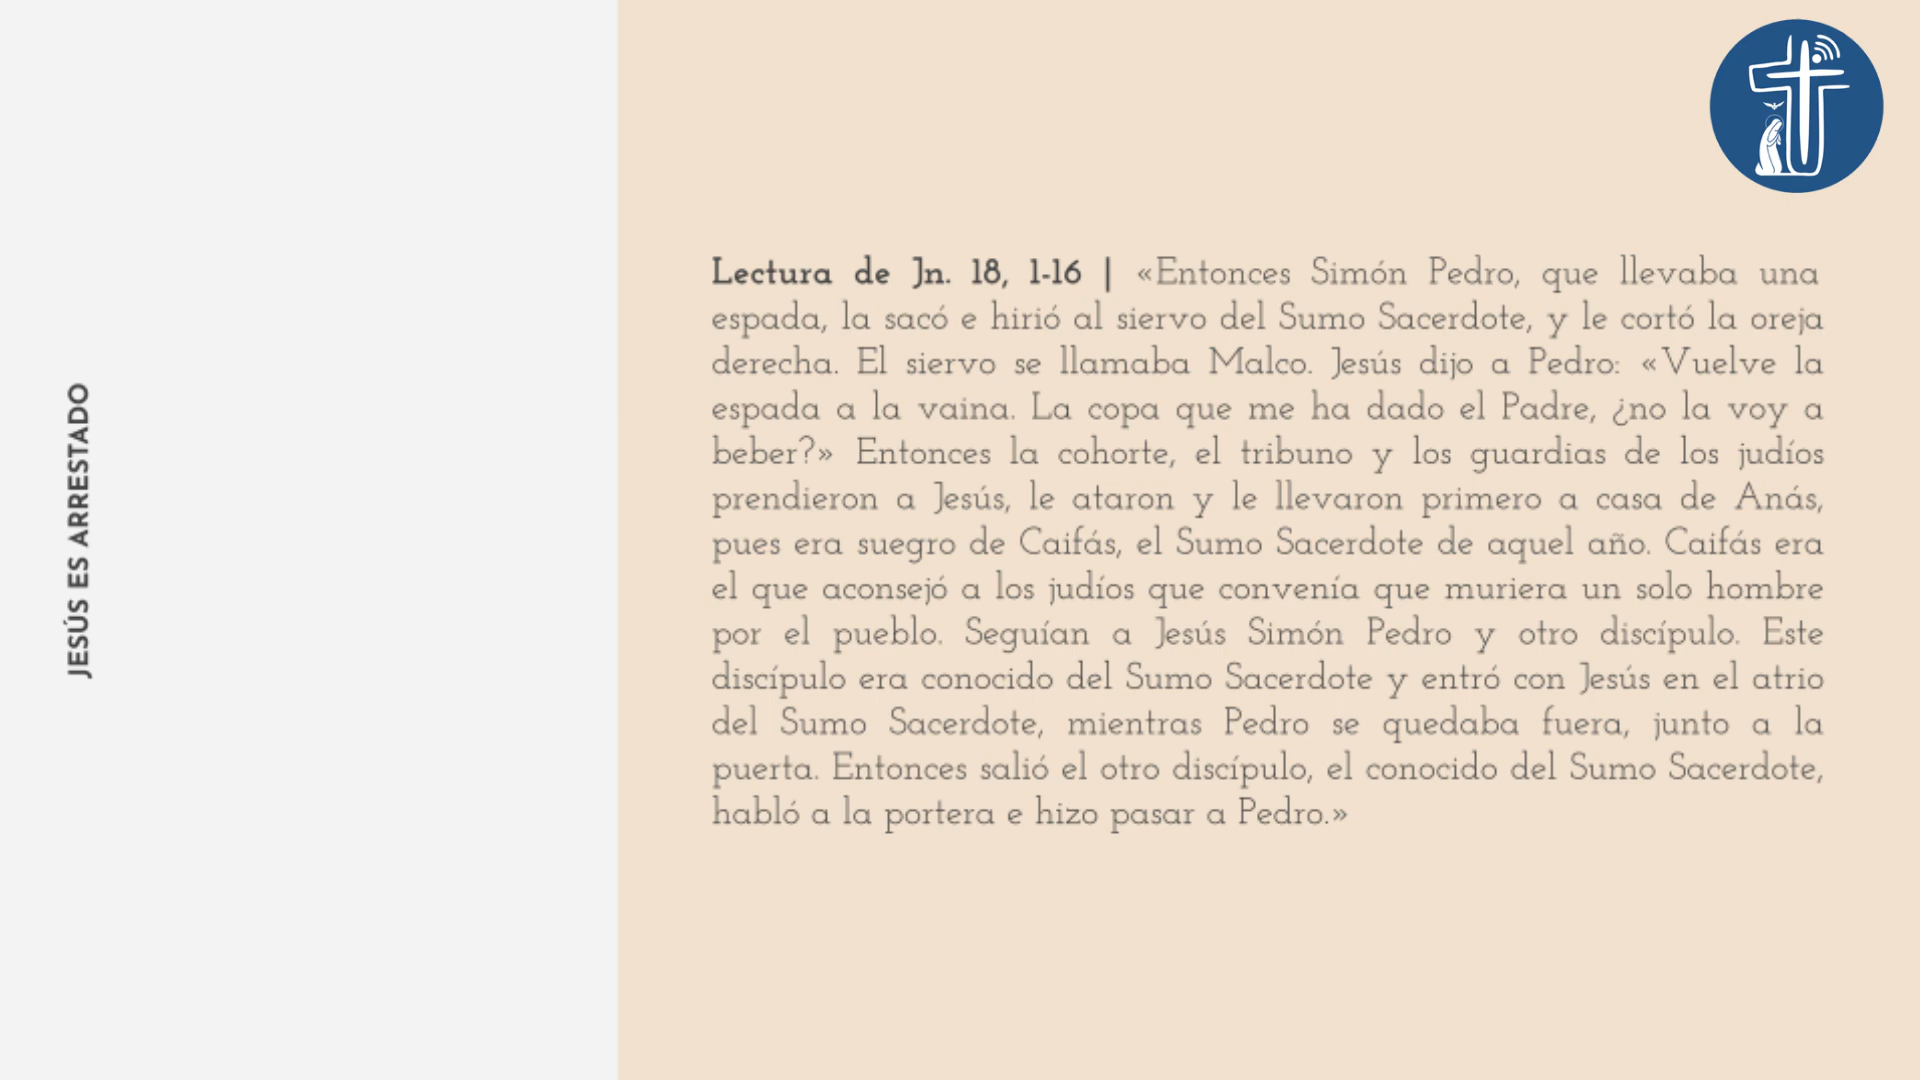 JESÚS ES ARRESTADO
Lectura de Jn. 18, 1-16 | «Entonces Simón Pedro, que llevaba una
espada, la sacó e hirió al siervo del Sumo Sacerdote, y le cortó la oreja
derecha. El siervo se llamaba Malco. Jesús dijo a Pedro: «Vuelve la
espada a la vaina. La copa que me ha dado el Padre, ¿no la voy a
beber?» Entonces la cohorte, el tribuno y los guardias de los judíos
prendieron a Jesús, le ataron y le llevaron primero a casa de Anás,
pues era suegro de Caifás, el Sumo Sacerdote de aquel año. Caifás era
el que aconsejó a los judíos que convenía que muriera un solo hombre
por el pueblo. Seguían a Jesús Simón Pedro y otro discípulo. Este
discípulo era conocido del Sumo Sacerdote y entró con Jesús en el atrio
del Sumo Sacerdote, mientras Pedro se quedaba fuera, junto a la
puerta. Entonces salió el otro discípulo, el conocido del Sumo Sacerdote,
habló a la portera e hizo pasar a Pedro.»